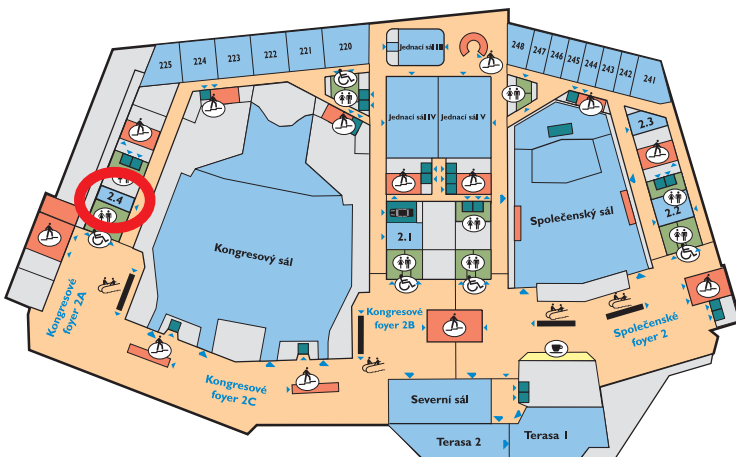 225
224
223
222
221
220
Jednací sál III
248
247
246
245
244
243
242
241
Jednací sál IV
Jednací sál V
2.3
2.4
2.2
2.1
Kongresový sál
Společenský sál
Kongresové
foyer 2A
Kongresové
foyer 2B
Společenské
foyer 2
Kongresové
foyer 2C
Severní sál
Terasa 2
Terasa 1